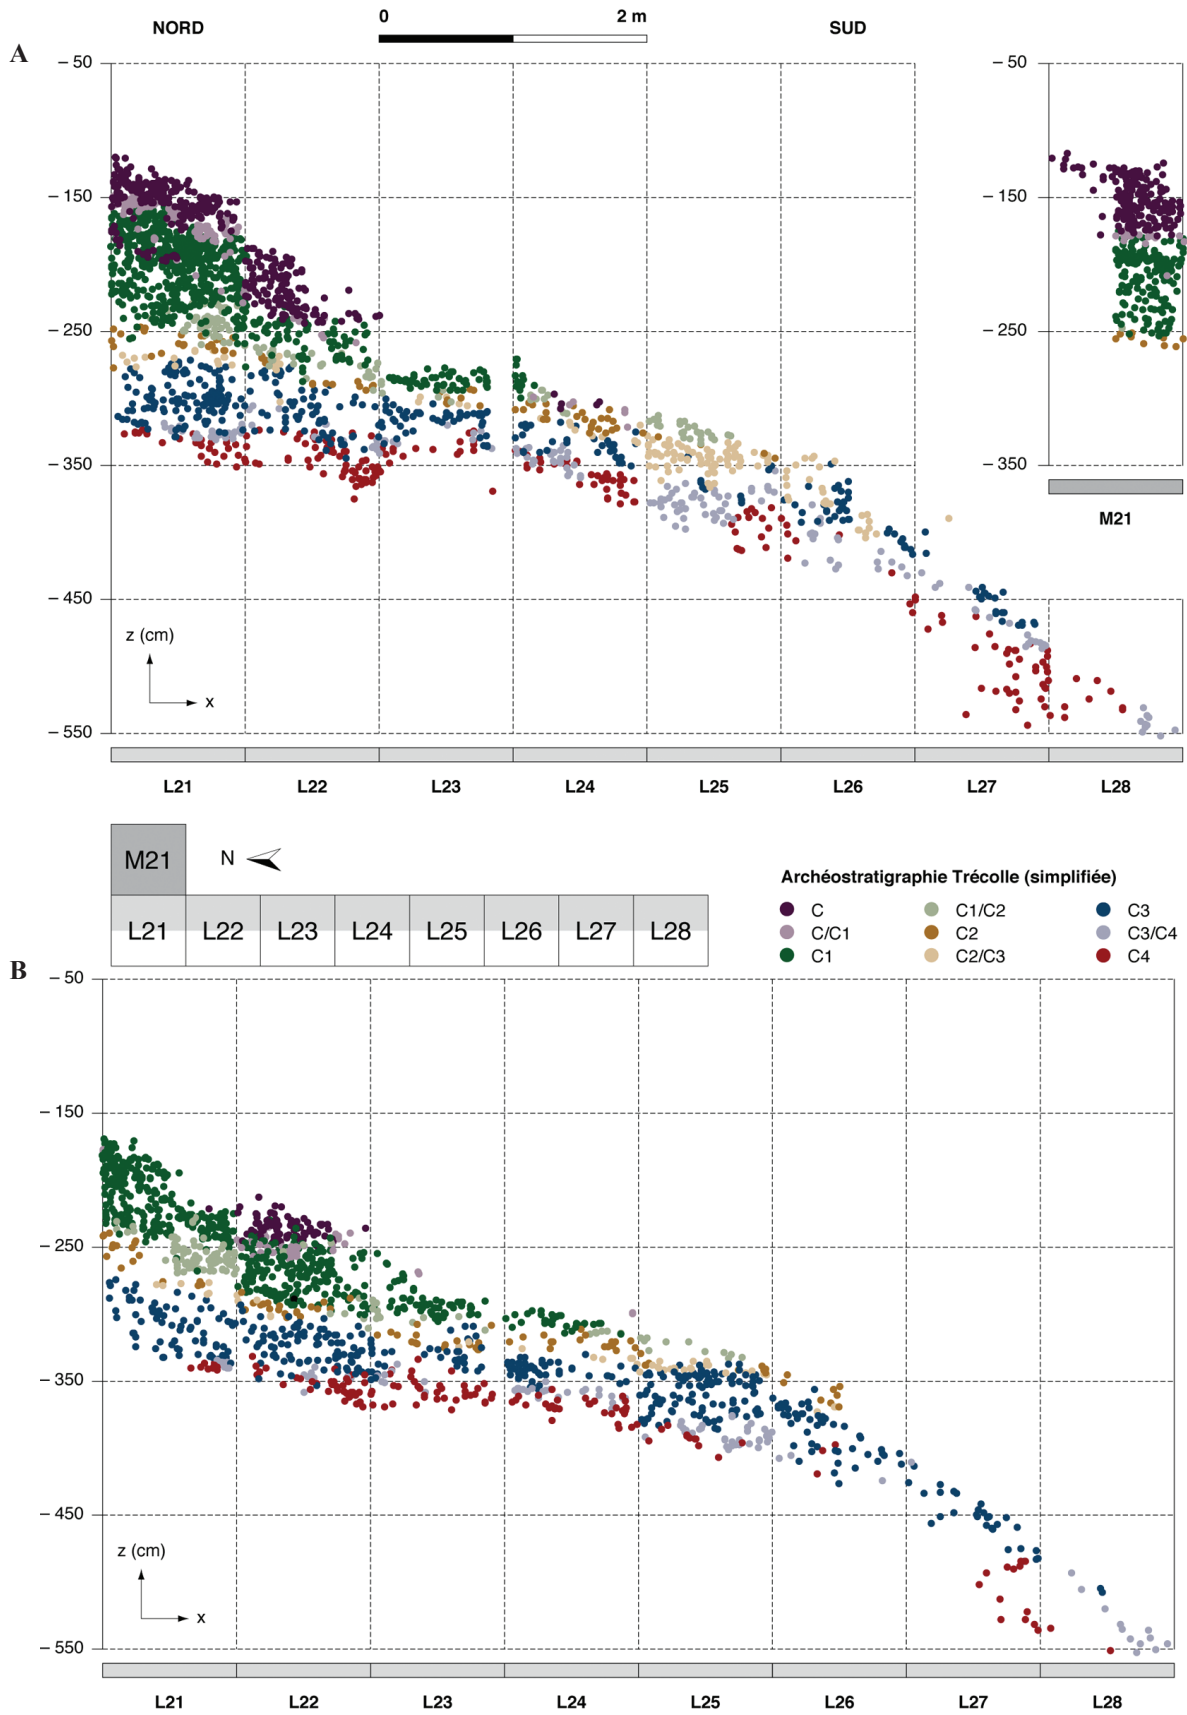 0 2 m
NORD SUD
A
– 50 – 50
– 150 – 150
– 250 – 250
– 350 – 350
M21
– 450
z (cm)
x
– 550
L21 L22 L23 L24 L25 L26 L27 L28
M21 N
L21 L22 L23 L24 L25 L26 L27 L28
Archéostratigraphie Trécolle (simplifiée)
C C1/C2 C3
C/C1 C2 C3/C4
C1 C2/C3 C4
B
– 50
– 150
– 250
– 350
– 450
z (cm)
x
– 550
L21 L22 L23 L24 L25 L26 L27 L28